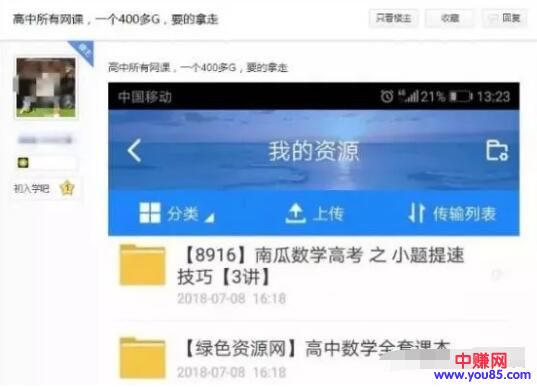 高中所有网课，一个400多G，要的拿走
只看楼主
收藏
回复
楼主
高中所有网课，一个400多G，要的拿走
中国移动
4G
21%
13:23
我的资源
分类
上传
传输列表
【8916】南瓜数学高考 之 小题提速
技巧【3讲】
2018-07-08 16:18
初入学吧 1
【绿色资源网】高中数学全套课本
2018-07-08 16:18
中赚网
www.you85.com